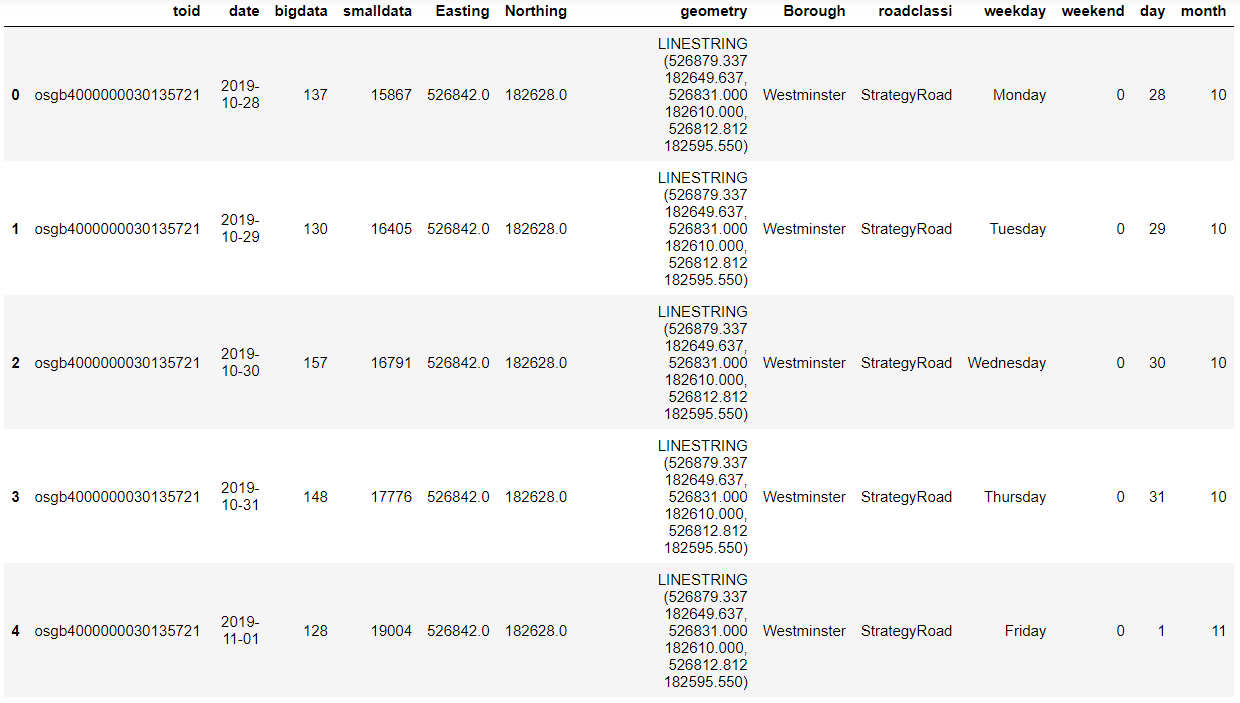 toid date bigdata smalldata Easting Northing geometry Borough roadclassi weekday weekend day month
0 osgb4000000030135721 2019-10-28 137 15867 526842.0 182628.0 LINESTRING (526879.337 182649.637, 526831.000 182610.000, 526812.812 182595.550) Westminster StrategyRoad Monday 0 28 10
1 osgb4000000030135721 2019-10-29 130 16405 526842.0 182628.0 LINESTRING (526879.337 182649.637, 526831.000 182610.000, 526812.812 182595.550) Westminster StrategyRoad Tuesday 0 29 10
2 osgb4000000030135721 2019-10-30 157 16791 526842.0 182628.0 LINESTRING (526879.337 182649.637, 526831.000 182610.000, 526812.812 182595.550) Westminster StrategyRoad Wednesday 0 30 10
3 osgb4000000030135721 2019-10-31 148 17776 526842.0 182628.0 LINESTRING (526879.337 182649.637, 526831.000 182610.000, 526812.812 182595.550) Westminster StrategyRoad Thursday 0 31 10
4 osgb4000000030135721 2019-11-01 128 19004 526842.0 182628.0 LINESTRING (526879.337 182649.637, 526831.000 182610.000, 526812.812 182595.550) Westminster StrategyRoad Friday 0 1 11